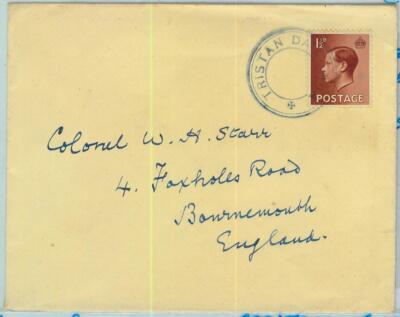 TRISTAN DA
1½ᴰ
POSTAGE
Colonel W. H. Starr
4. Foxholes Road
Bournemouth
England.